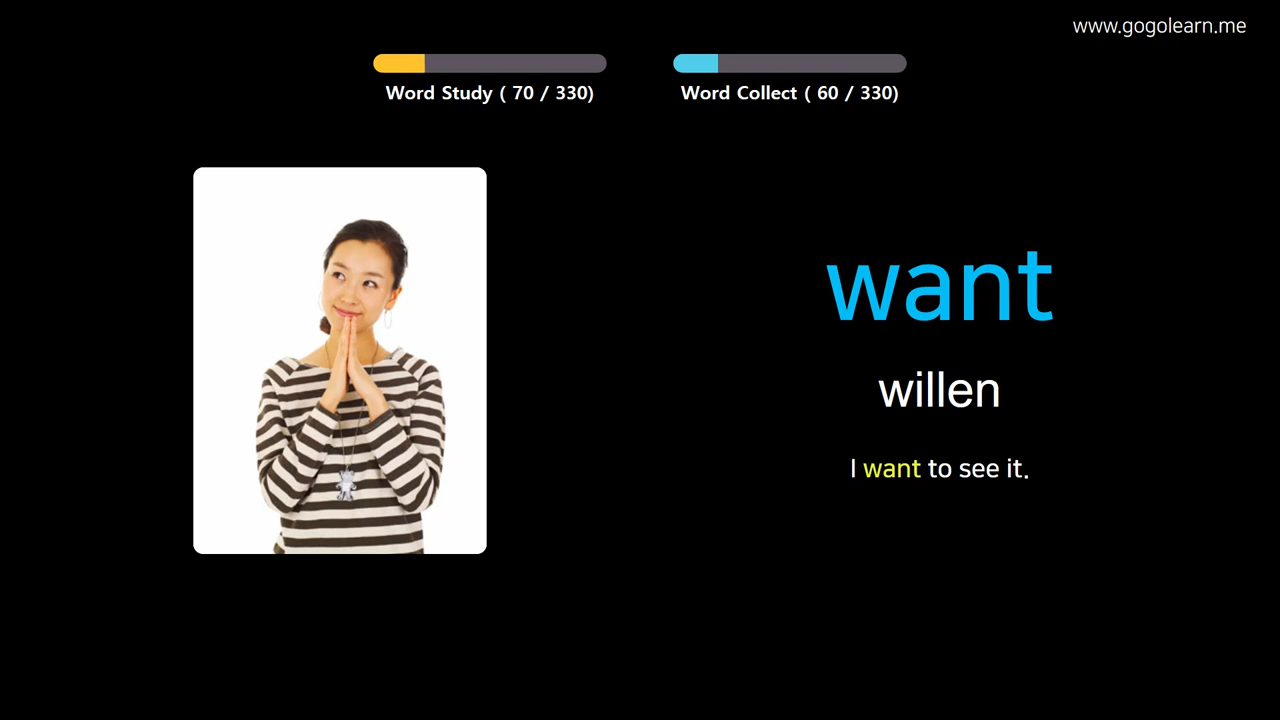 www.gogolearn.me
Word Study ( 70 / 330)
Word Collect ( 60 / 330)
want
willen
I want to see it.